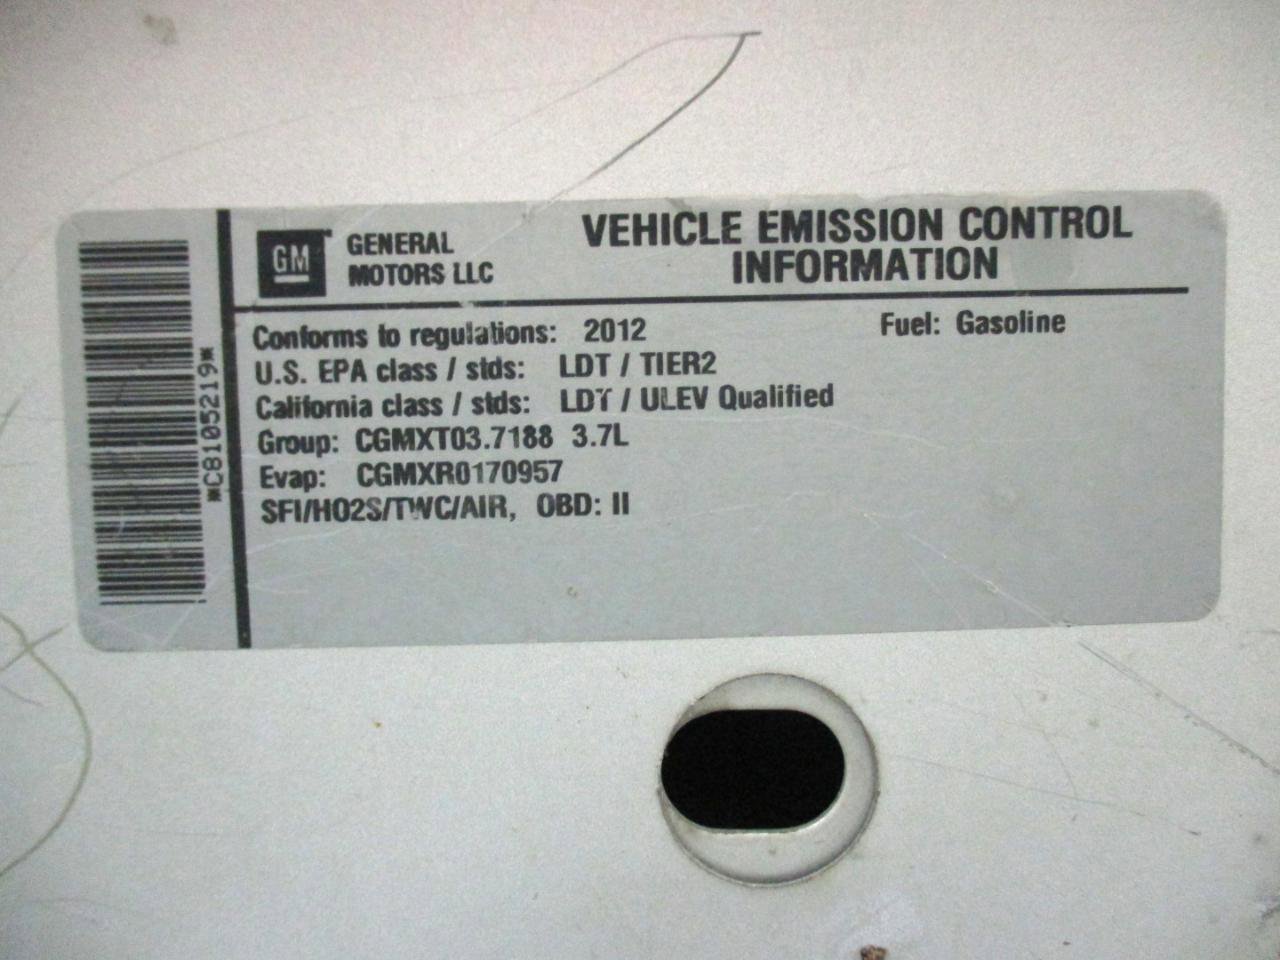 GM GENERAL MOTORS LLC
VEHICLE EMISSION CONTROL
INFORMATION
Conforms to regulations: 2012 Fuel: Gasoline
U.S. EPA class / stds: LDT / TIER2
California class / stds: LDT / ULEV Qualified
Group: CGMXT03.7188 3.7L
Evap: CGMXR0170957
SFI/HO2S/TWC/AIR, OBD: II
*C8105219*